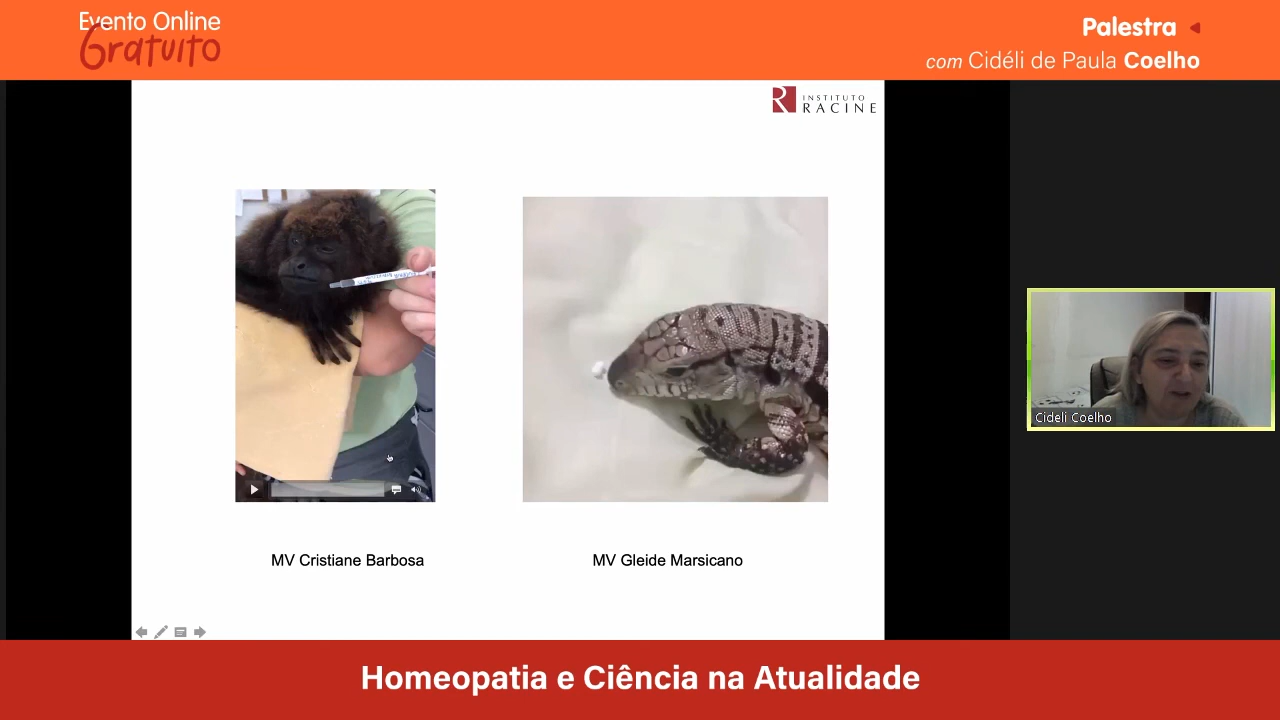 Evento Online
Gratuito
Palestra
com Cidéli de Paula Coelho
INSTITUTO
RACINE
Cideli Coelho
MV Cristiane Barbosa
MV Gleide Marsicano
Homeopatia e Ciência na Atualidade